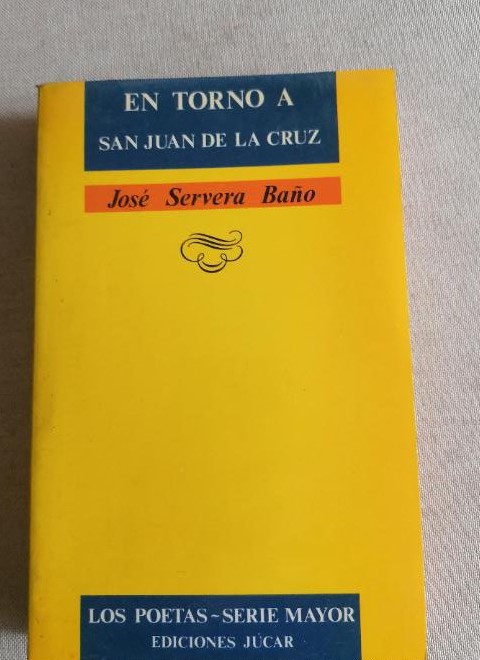 EN TORNO A
SAN JUAN DE LA CRUZ
José Servera Baño
LOS POETAS ~ SERIE MAYOR
EDICIONES JÚCAR